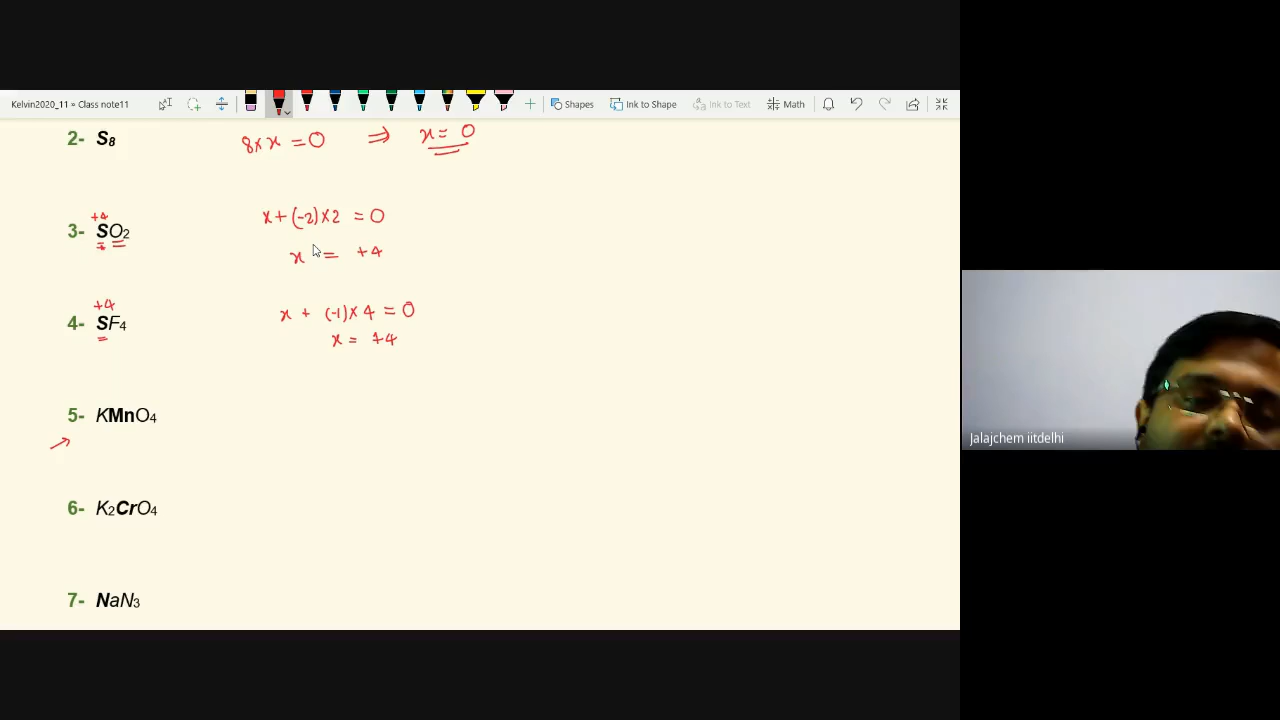 Kelvin2020_11 » Class note11
Shapes
Ink to Shape
Ink to Text
Math
2- S₈ 8×x = 0 ⇒ x = 0
+4
3- SO₂ x + (-2)×2 = 0
x = +4
+4
4- SF₄ x + (-1)×4 = 0
x = +4
5- KMnO₄
6- K₂CrO₄
7- NaN₃
Jalajchem iitdelhi